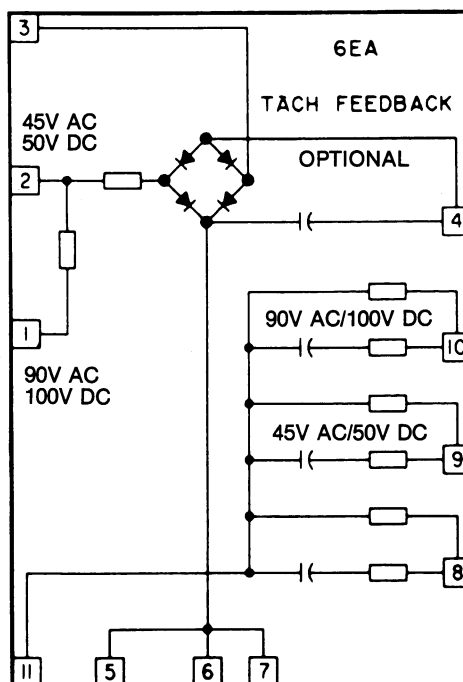 3
6EA
TACH FEEDBACK
OPTIONAL
45V AC
50V DC
2
4
1
90V AC
100V DC
90V AC/100V DC
10
45V AC/50V DC
9
8
11
5
6
7